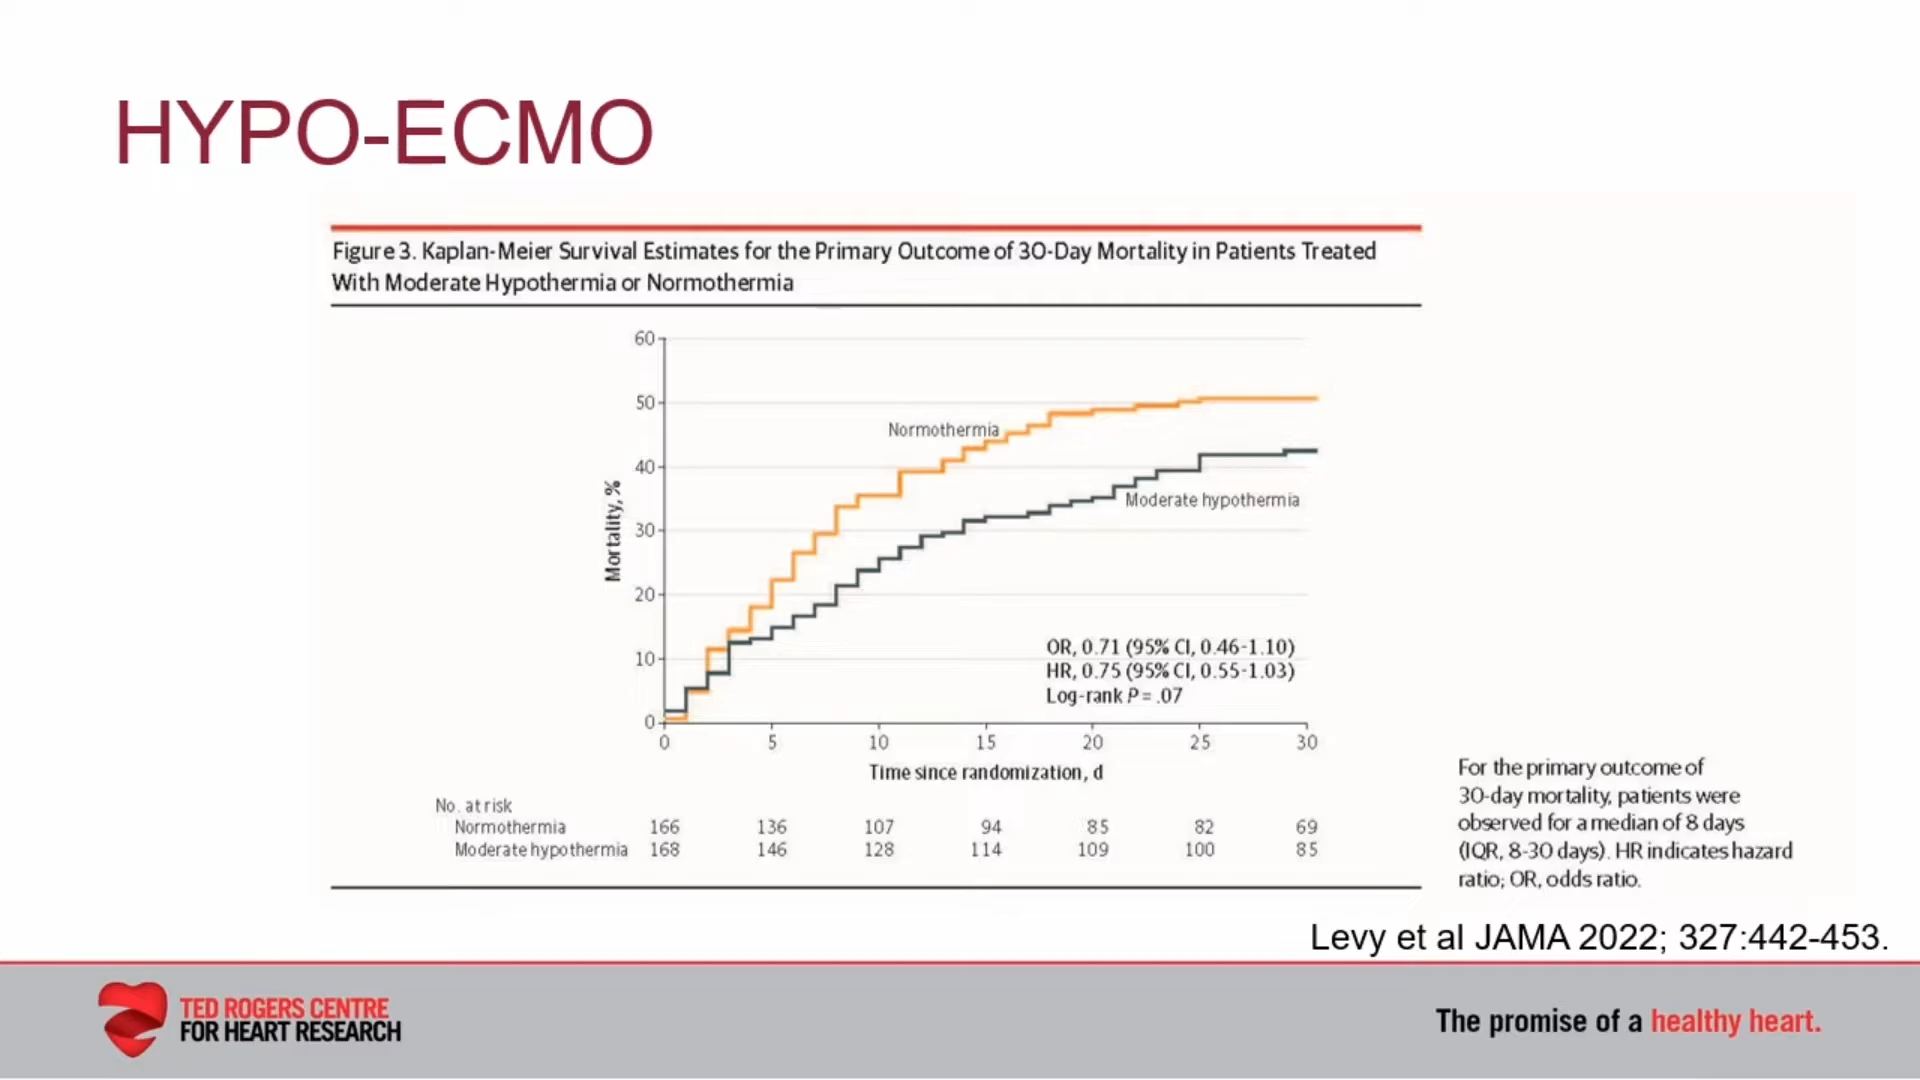 HYPO-ECMO
Figure 3. Kaplan-Meier Survival Estimates for the Primary Outcome of 30-Day Mortality in Patients Treated
With Moderate Hypothermia or Normothermia
60
50
40
30
20
10
0
Mortality, %
Normothermia
Moderate hypothermia
OR, 0.71 (95% CI, 0.46-1.10)
HR, 0.75 (95% CI, 0.55-1.03)
Log-rank P = .07
0 5 10 15 20 25 30
Time since randomization, d
No. at risk
Normothermia 166 136 107 94 85 82 69
Moderate hypothermia 168 146 128 114 109 100 85
For the primary outcome of
30-day mortality, patients were
observed for a median of 8 days
(IQR, 8-30 days). HR indicates hazard
ratio; OR, odds ratio.
Levy et al JAMA 2022; 327:442-453.
TED ROGERS CENTRE
FOR HEART RESEARCH
The promise of a healthy heart.